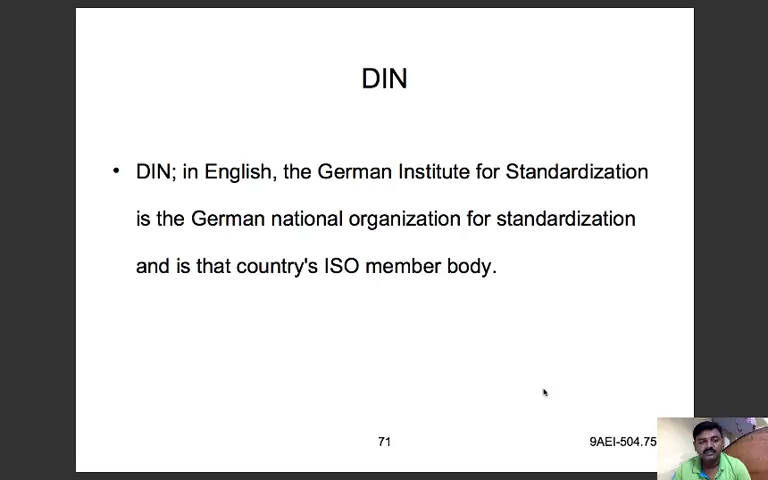 DIN
• DIN; in English, the German Institute for Standardization
is the German national organization for standardization
and is that country's ISO member body.
71
9AEI-504.75